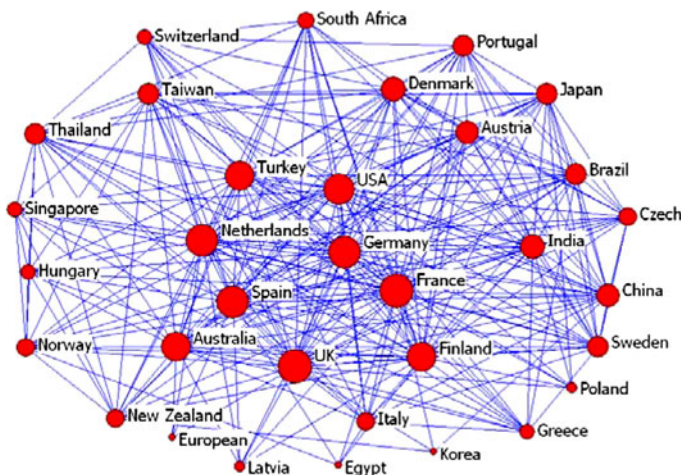 South Africa
Switzerland
Portugal
Taiwan
Denmark
Japan
Thailand
Austria
Turkey
USA
Brazil
Singapore
Czech
Netherlands
Germany
India
Hungary
Spain
France
China
Norway
Australia
UK
Finland
Sweden
Poland
New Zealand
Italy
Greece
European
Korea
Latvia
Egypt